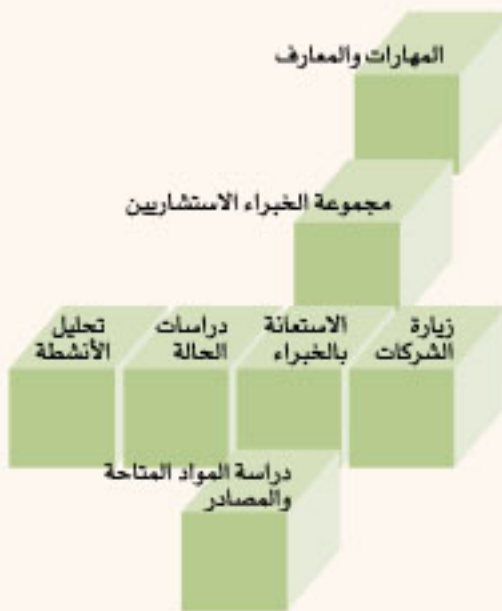 المهارات والمعارف
مجموعة الخبراء الاستشاريين
زيارة
الشركات
الاستعانة
بالخبراء
دراسات
الحالة
تحليل
الأنشطة
دراسة المواد المتاحة
والمصادر